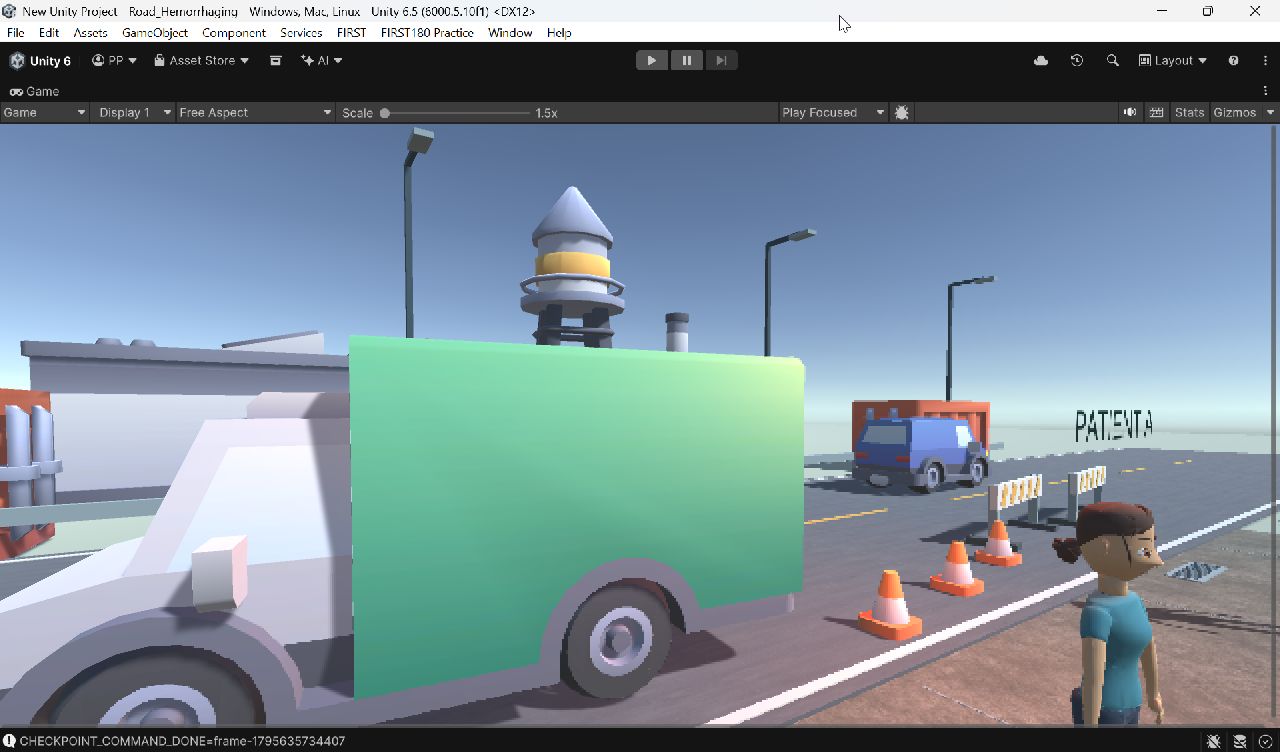 New Unity Project - Road_Hemorrhaging - Windows, Mac, Linux - Unity 6.5 (6000.5.10f1) <DX12>
File Edit Assets GameObject Component Services FIRST FIRST180 Practice Window Help
Unity 6 PP Asset Store AI Layout
Game
Game Display 1 Free Aspect Scale 1.5x Play Focused Stats Gizmos
PATIENT A
CHECKPOINT_COMMAND_DONE=frame-1795635734407